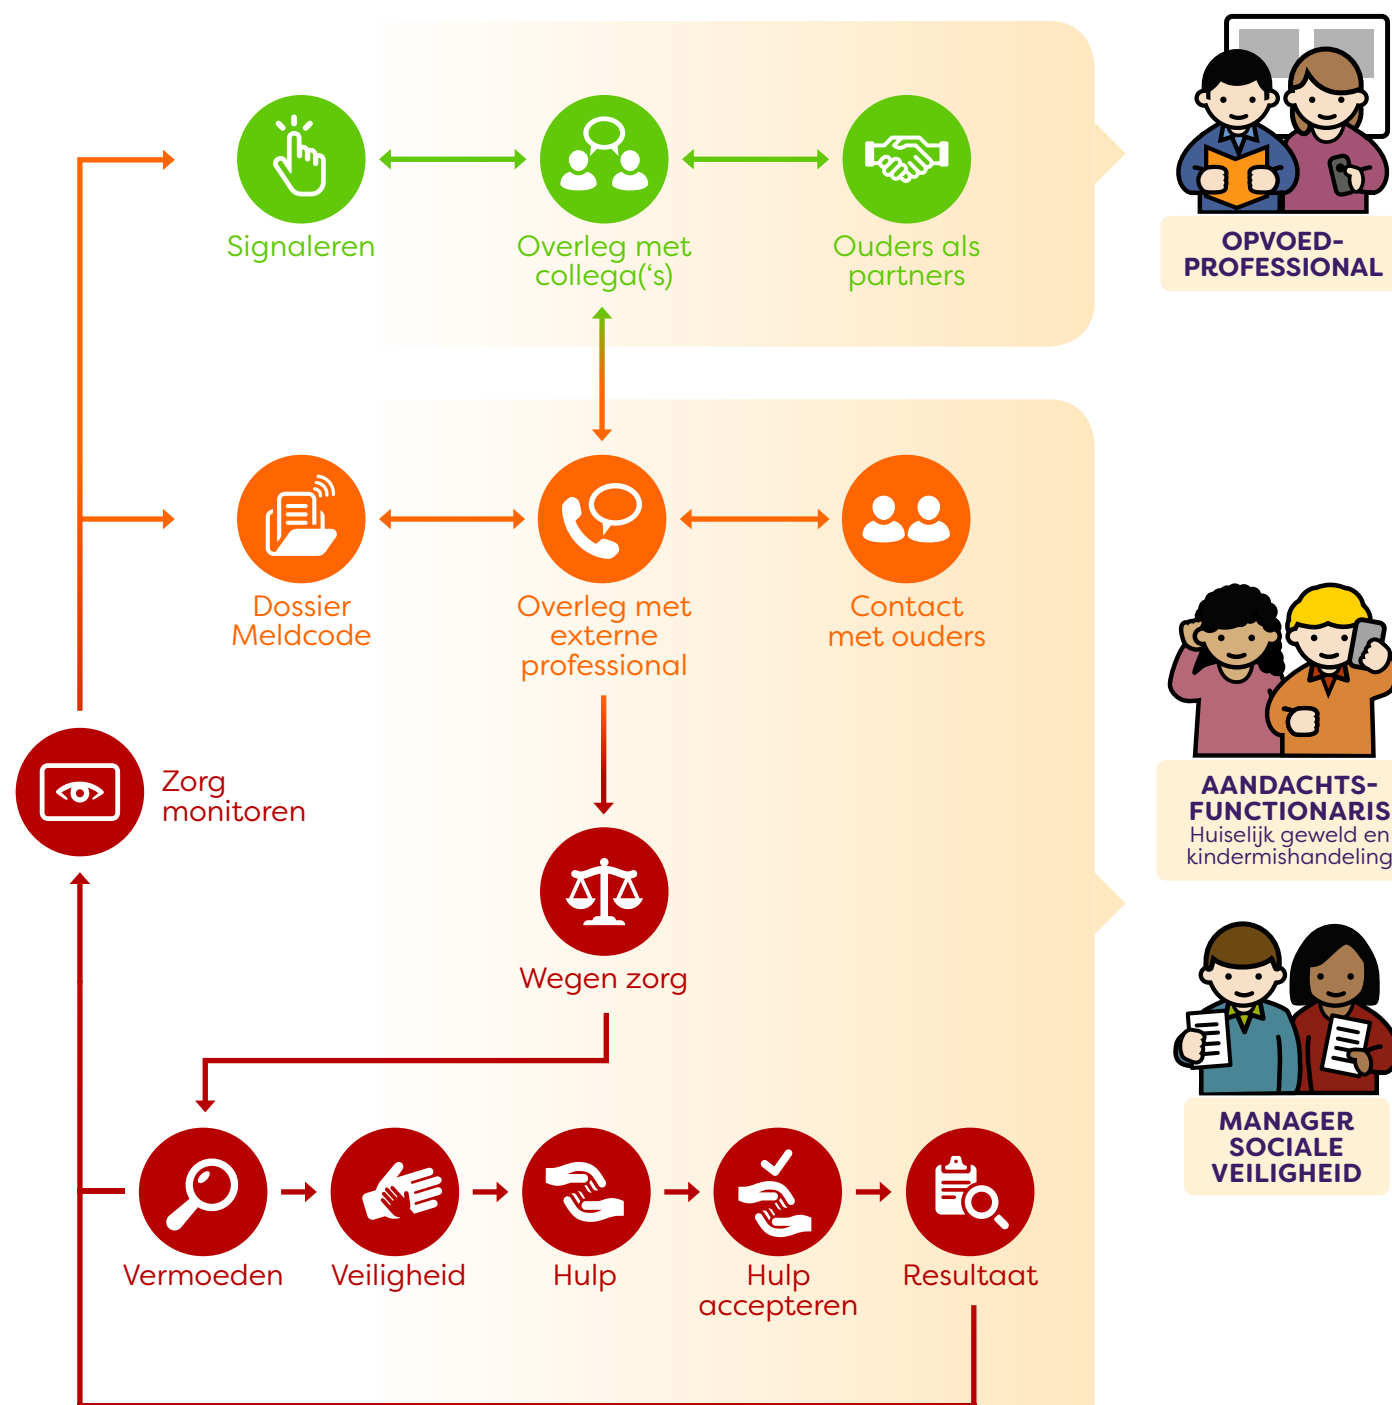 Signaleren
Overleg met
collega(‘s)
Ouders als
partners
OPVOED-
PROFESSIONAL
Dossier
Meldcode
Overleg met
externe
professional
Contact
met ouders
Zorg
monitoren
AANDACHTS-
FUNCTIONARIS
Huiselijk geweld en
kindermishandeling
Wegen zorg
MANAGER
SOCIALE
VEILIGHEID
Vermoeden
Veiligheid
Hulp
Hulp
accepteren
Resultaat